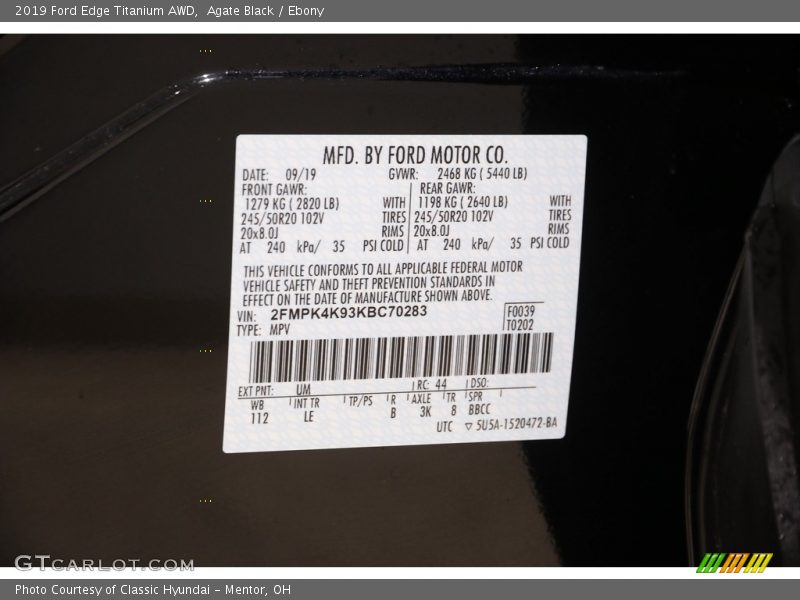 2019 Ford Edge Titanium AWD,  Agate Black / Ebony
MFD. BY FORD MOTOR CO.
DATE: 09/19 GVWR: 2468 KG ( 5440 LB)
FRONT GAWR: REAR GAWR:
1279 KG ( 2820 LB) WITH 1198 KG ( 2640 LB) WITH
245/50R20 102V TIRES 245/50R20 102V TIRES
20x8.0J RIMS 20x8.0J RIMS
AT 240 kPa/ 35 PSI COLD AT 240 kPa/ 35 PSI COLD
THIS VEHICLE CONFORMS TO ALL APPLICABLE FEDERAL MOTOR
VEHICLE SAFETY AND THEFT PREVENTION STANDARDS IN
EFFECT ON THE DATE OF MANUFACTURE SHOWN ABOVE.
VIN: 2FMPK4K93KBC70283 F0039
TYPE: MPV T0202
EXT PNT: UM RC: 44 DSO:
WB INT TR TP/PS R AXLE TR SPR
112 LE B 3K 8 BBCC
UTC ▽ 5U5A-1520472-BA
GTCARLOT.COM
Photo Courtesy of Classic Hyundai - Mentor, OH